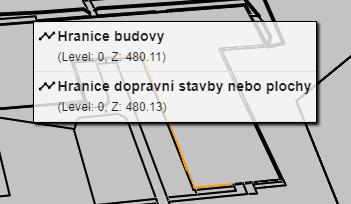 Hranice budovy
(Level: 0, Z: 480.11)
Hranice dopravní stavby nebo plochy
(Level: 0, Z: 480.13)